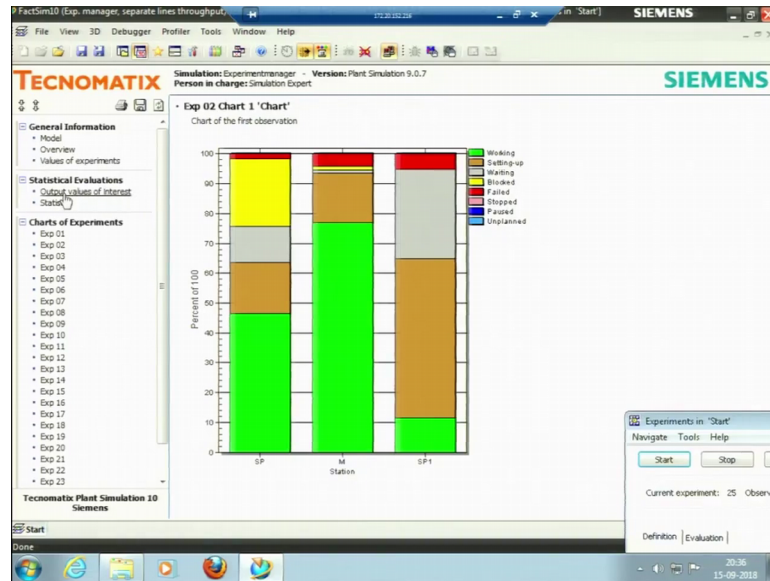 FactSim10 (Exp. manager, separate lines throughput,
172.20.152.216
in 'Start']
SIEMENS
File View 3D Debugger Profiler Tools Window Help
TECNOMATIX
Simulation: Experimentmanager - Version: Plant Simulation 9.0.7
Person in charge: Simulation Expert
SIEMENS
General Information
Model
Overview
Values of experiments
Statistical Evaluations
Output values of interest
Statis
Charts of Experiments
Exp 01
Exp 02
Exp 03
Exp 04
Exp 05
Exp 06
Exp 07
Exp 08
Exp 09
Exp 10
Exp 11
Exp 12
Exp 13
Exp 14
Exp 15
Exp 16
Exp 17
Exp 18
Exp 19
Exp 20
Exp 21
Exp 22
Exp 23
Tecnomatix Plant Simulation 10
Siemens
Exp 02 Chart 1 'Chart'
Chart of the first observation
100
90
80
70
60
50
40
30
20
10
0
Percent of 100
SP M SP1
Station
Working
Setting-up
Waiting
Blocked
Failed
Stopped
Paused
Unplanned
Experiments in 'Start'
Navigate Tools Help
Start Stop
Current experiment: 25 Observ
Definition Evaluation
Start
Done
20:36
15-09-2018